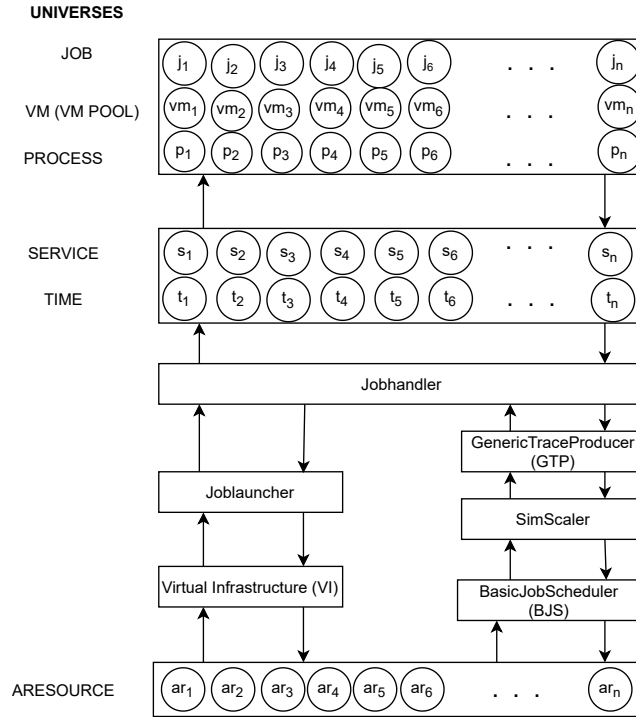 UNIVERSES
JOB j1 j2 j3 j4 j5 j6 . . . jn
VM (VM POOL) vm1 vm2 vm3 vm4 vm5 vm6 . . . vmn
PROCESS p1 p2 p3 p4 p5 p6 . . . pn
SERVICE s1 s2 s3 s4 s5 s6 . . . sn
TIME t1 t2 t3 t4 t5 t6 . . . tn
Jobhandler
GenericTraceProducer
(GTP)
Joblauncher
SimScaler
Virtual Infrastructure (VI)
BasicJobScheduler
(BJS)
ARESOURCE ar1 ar2 ar3 ar4 ar5 ar6 . . . arn